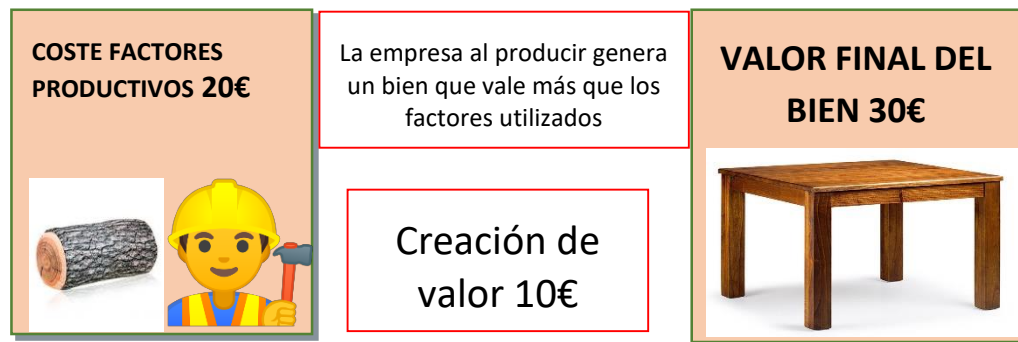 COSTE FACTORES
PRODUCTIVOS 20€
La empresa al producir genera
un bien que vale más que los
factores utilizados
Creación de
valor 10€
VALOR FINAL DEL
BIEN 30€